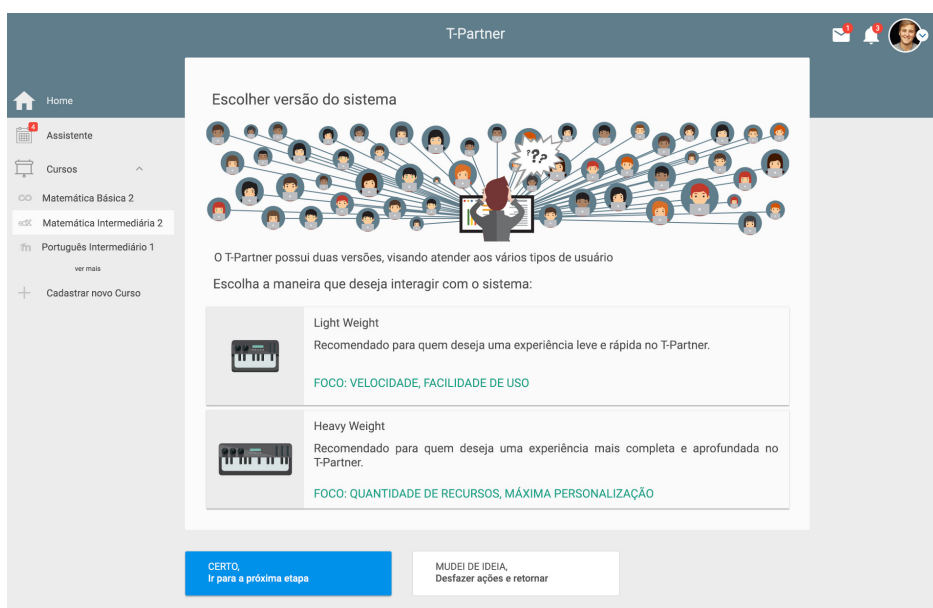 T-Partner
1
3
Home
4
Assistente
Cursos
Matemática Básica 2
edX
Matemática Intermediária 2
Português Intermediário 1
ver mais
Cadastrar novo Curso
Escolher versão do sistema
???
O T-Partner possui duas versões, visando atender aos vários tipos de usuário
Escolha a maneira que deseja interagir com o sistema:
Light Weight
Recomendado para quem deseja uma experiência leve e rápida no T-Partner.
FOCO: VELOCIDADE, FACILIDADE DE USO
Heavy Weight
Recomendado para quem deseja uma experiência mais completa e aprofundada no
T-Partner.
FOCO: QUANTIDADE DE RECURSOS, MÁXIMA PERSONALIZAÇÃO
CERTO,
Ir para a próxima etapa
MUDEI DE IDEIA,
Desfazer ações e retornar